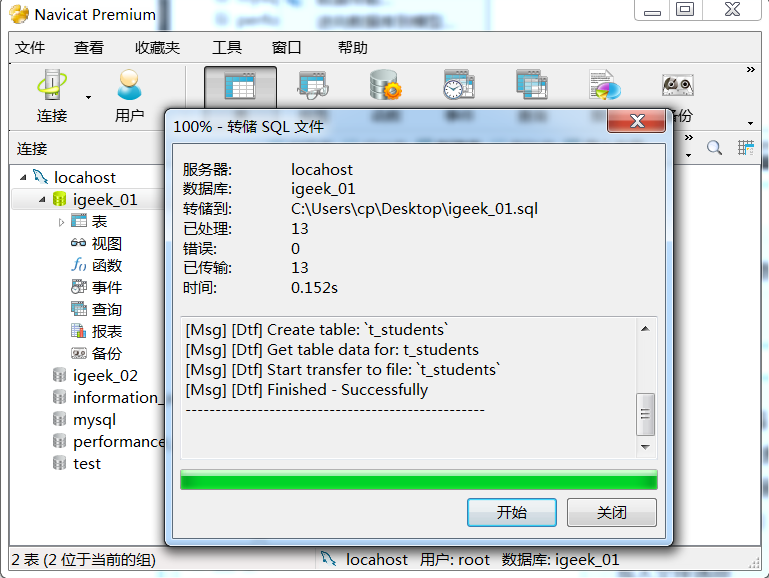 Navicat Premium
文件 查看 收藏夹 工具 窗口 帮助
连接 用户 备份
连接
100% - 转储 SQL 文件
服务器: locahost
数据库: igeek_01
转储到: C:\Users\cp\Desktop\igeek_01.sql
已处理: 13
错误: 0
已传输: 13
时间: 0.152s
[Msg] [Dtf] Create table: `t_students`
[Msg] [Dtf] Get table data for: t_students
[Msg] [Dtf] Start transfer to file: `t_students`
[Msg] [Dtf] Finished - Successfully
--------------------------------------------------
开始 关闭
locahost
igeek_01
表
视图
函数
事件
查询
报表
备份
igeek_02
information_
mysql
performance
test
2 表 (2 位于当前的组) locahost 用户: root 数据库: igeek_01